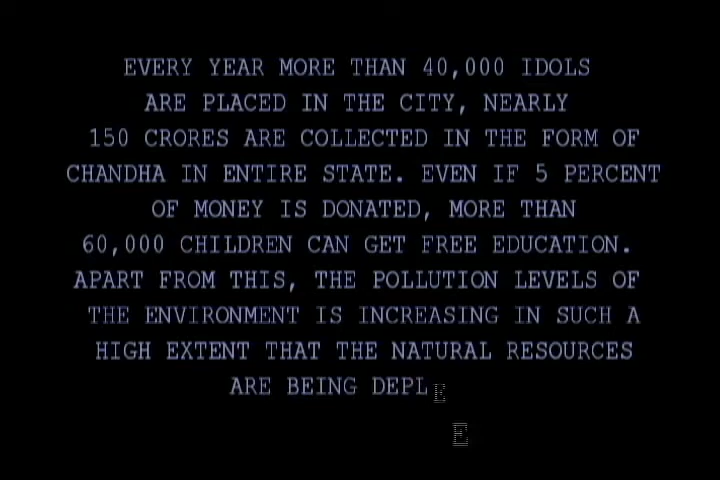 EVERY YEAR MORE THAN 40,000 IDOLS
ARE PLACED IN THE CITY, NEARLY
150 CRORES ARE COLLECTED IN THE FORM OF
CHANDHA IN ENTIRE STATE. EVEN IF 5 PERCENT
OF MONEY IS DONATED, MORE THAN
60,000 CHILDREN CAN GET FREE EDUCATION.
APART FROM THIS, THE POLLUTION LEVELS OF
THE ENVIRONMENT IS INCREASING IN SUCH A
HIGH EXTENT THAT THE NATURAL RESOURCES
ARE BEING DEPLE
E